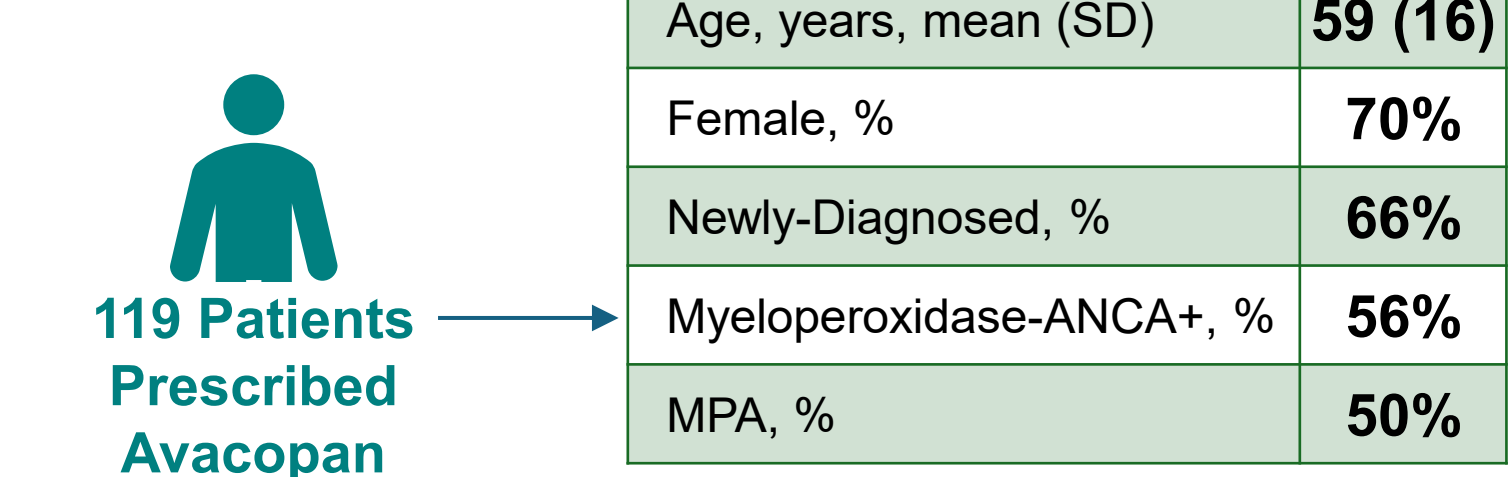 Age, years, mean (SD) 59 (16)
Female, % 70%
Newly-Diagnosed, % 66%
Myeloperoxidase-ANCA+, % 56%
MPA, % 50%
119 Patients
Prescribed
Avacopan